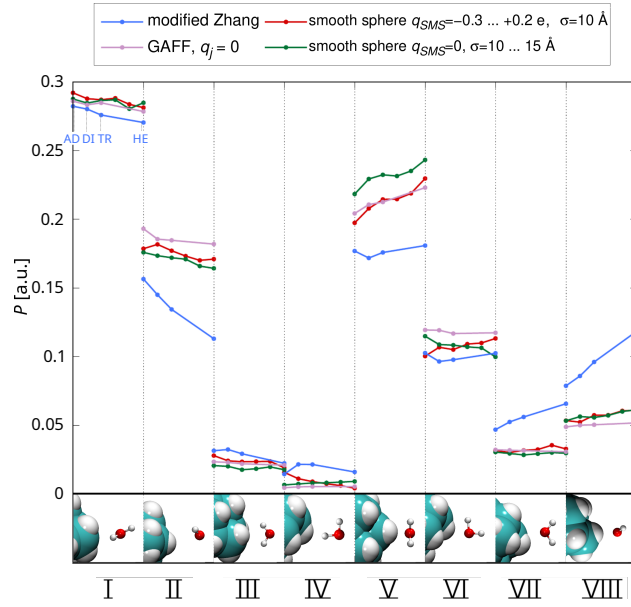 modified Zhang
smooth sphere qSMS=−0.3 ... +0.2 e, σ=10 Å
GAFF, qj = 0
smooth sphere qSMS=0, σ=10 ... 15 Å
0.3
AD DI TR HE
0.25
0.2
0.15
0.1
0.05
0
P [a.u.]
I II III IV V VI VII VIII